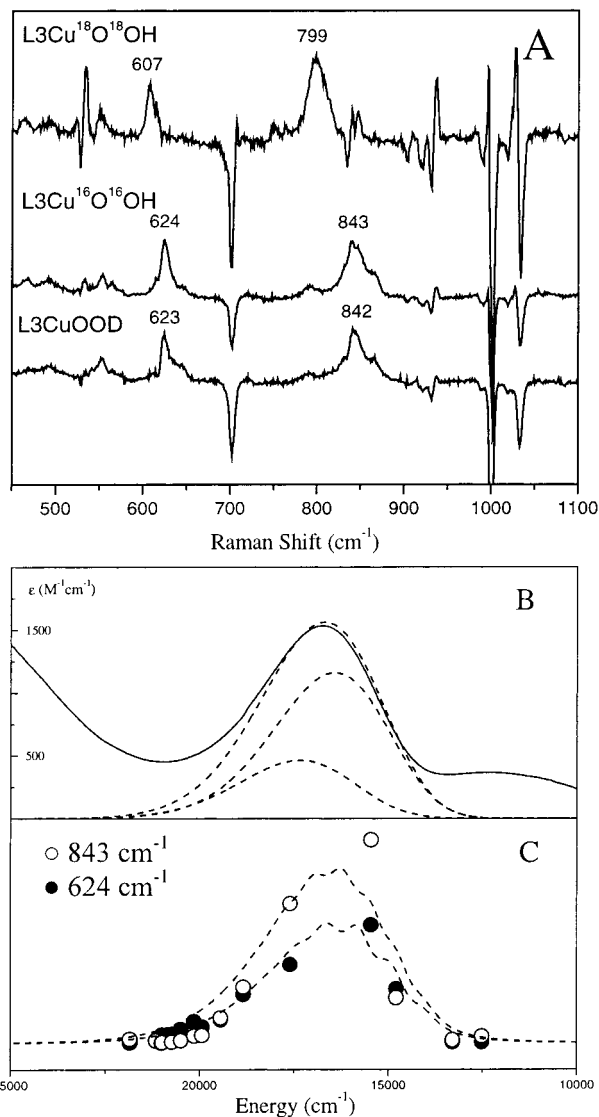 A
L3Cu¹⁸O¹⁸OH
607
799
L3Cu¹⁶O¹⁶OH
624
843
L3CuOOD
623
842
500 600 700 800 900 1000 1100
Raman Shift (cm⁻¹)
ε (M⁻¹cm⁻¹)
B
1500
500
○ 843 cm⁻¹
● 624 cm⁻¹
C
5000 20000 15000 10000
Energy (cm⁻¹)